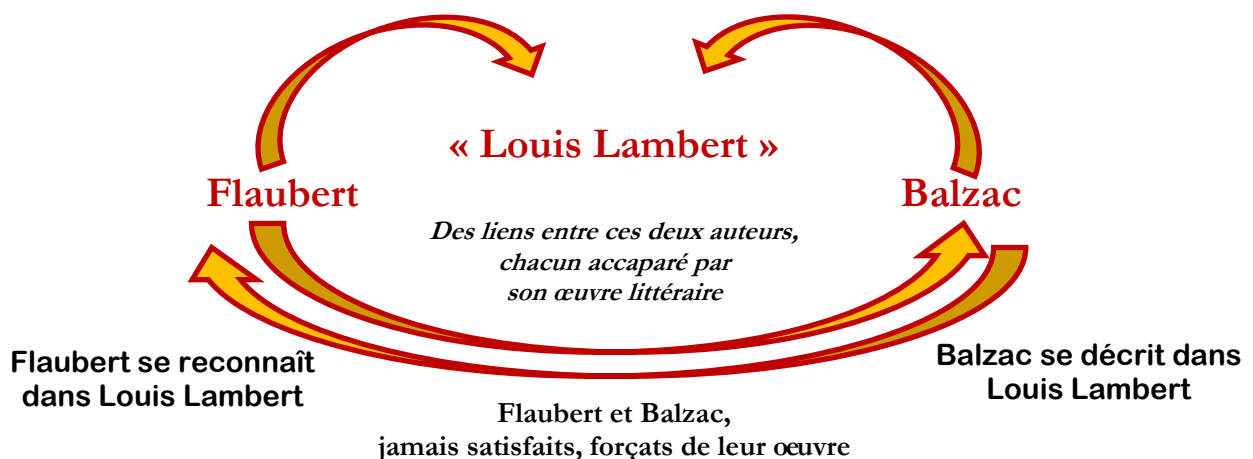 « Louis Lambert »
Flaubert
Balzac
Des liens entre ces deux auteurs,
chacun accaparé par
son œuvre littéraire
Flaubert se reconnaît
dans Louis Lambert
Balzac se décrit dans
Louis Lambert
Flaubert et Balzac,
jamais satisfaits, forçats de leur œuvre